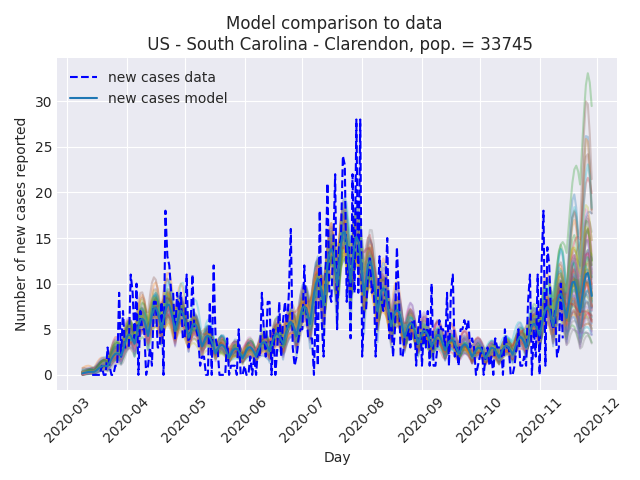 Model comparison to data
US - South Carolina - Clarendon, pop. = 33745
new cases data
new cases model
Number of new cases reported
30
25
20
15
10
5
0
2020-03
2020-04
2020-05
2020-06
2020-07
2020-08
2020-09
2020-10
2020-11
2020-12
Day